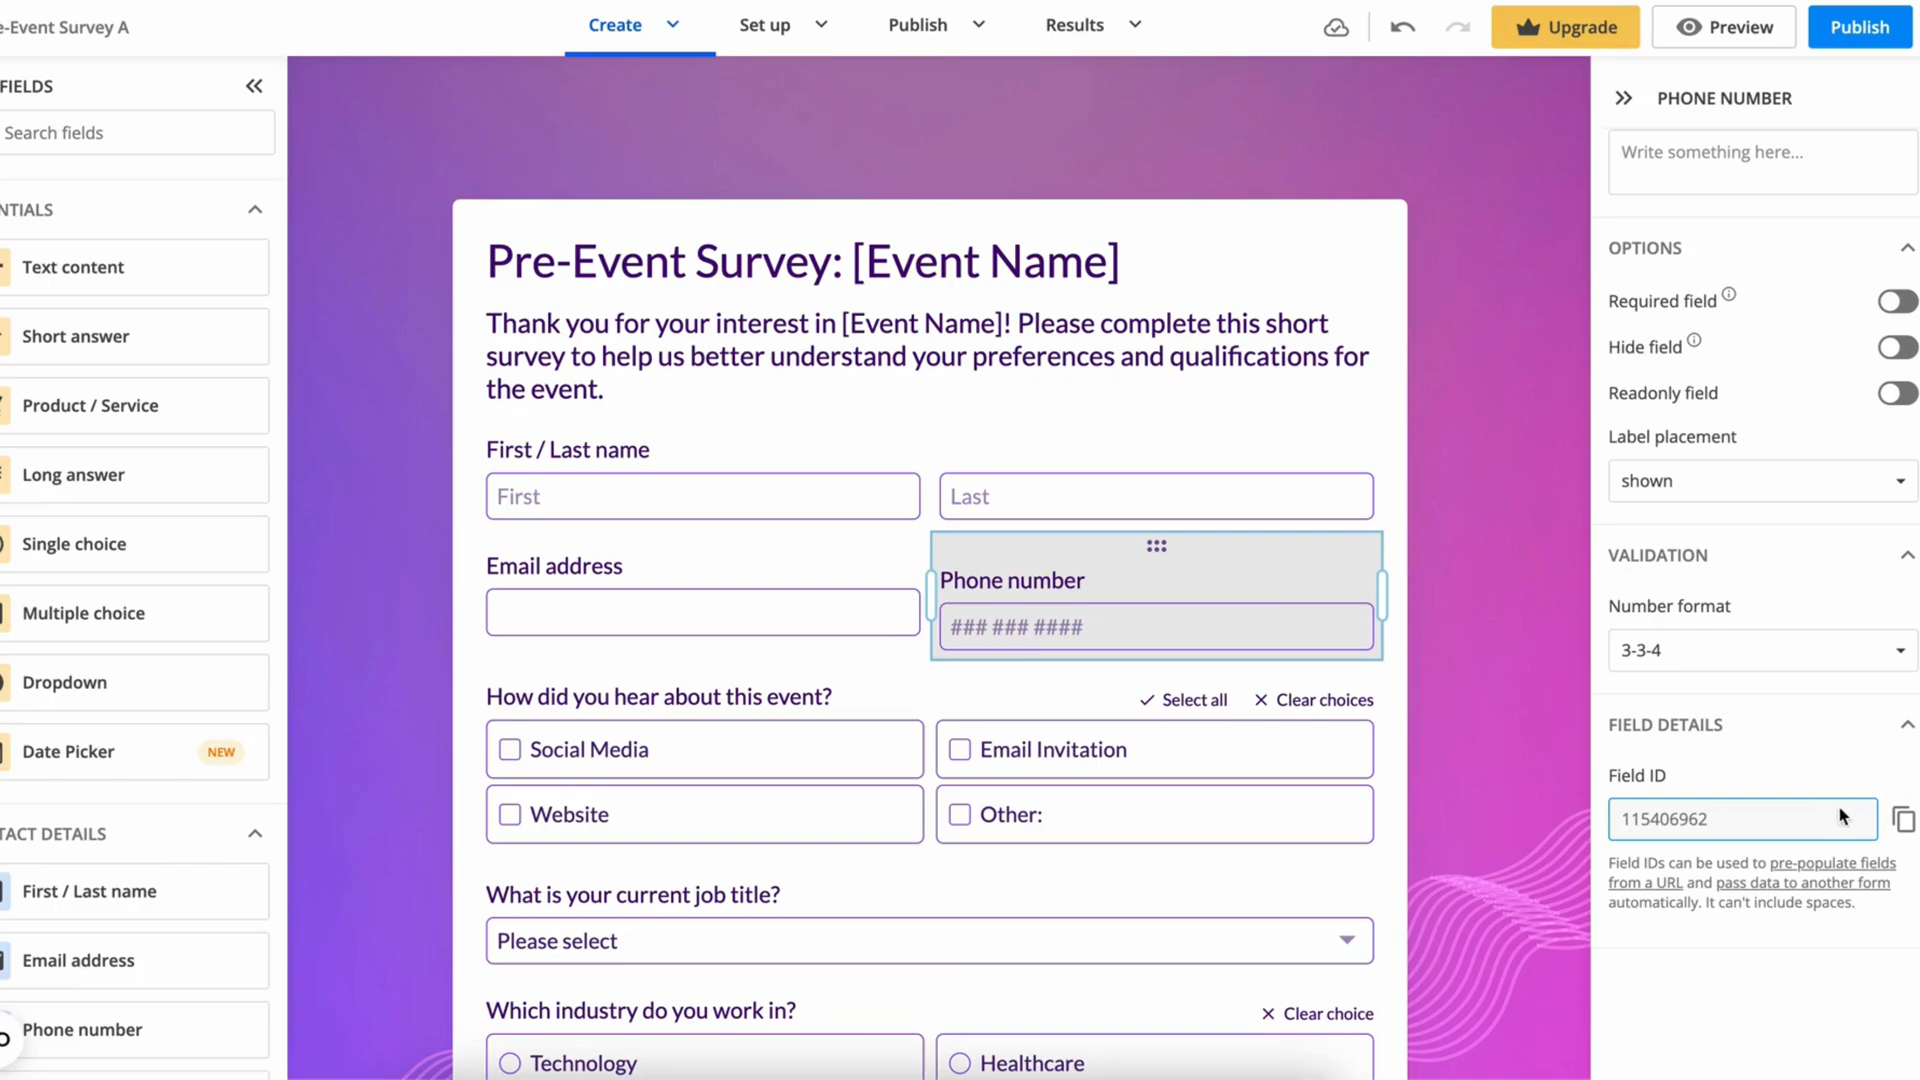 e-Event Survey A
Create
Set up
Publish
Results
Upgrade
Preview
Publish
FIELDS
Search fields
NTIALS
Text content
Short answer
Product / Service
Long answer
Single choice
Multiple choice
Dropdown
Date Picker NEW
TACT DETAILS
First / Last name
Email address
Phone number
Pre-Event Survey: [Event Name]
Thank you for your interest in [Event Name]! Please complete this short
survey to help us better understand your preferences and qualifications for
the event.
First / Last name
First
Last
Email address
Phone number
### ### ####
How did you hear about this event?
Select all
Clear choices
Social Media
Email Invitation
Website
Other:
What is your current job title?
Please select
Which industry do you work in?
Clear choice
Technology
Healthcare
PHONE NUMBER
Write something here...
OPTIONS
Required field
Hide field
Readonly field
Label placement
shown
VALIDATION
Number format
3-3-4
FIELD DETAILS
Field ID
115406962
Field IDs can be used to pre-populate fields
from a URL and pass data to another form
automatically. It can't include spaces.